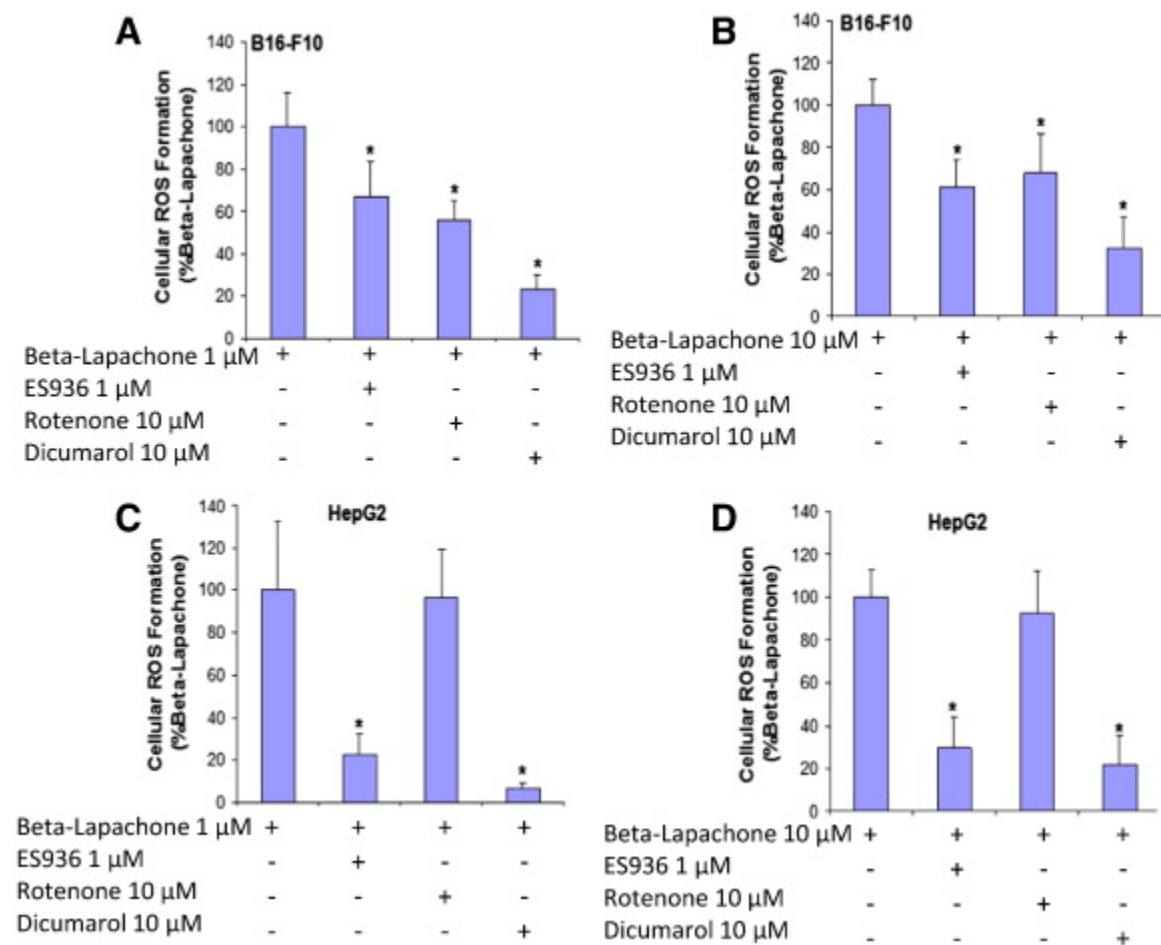 A
B16-F10
Cellular ROS Formation
(%Beta-Lapachone)
140
120
100
80
60
40
20
0
*
*
*
Beta-Lapachone 1 μM + + + +
ES936 1 μM - + - -
Rotenone 10 μM - - + -
Dicumarol 10 μM - - - +
B
B16-F10
Cellular ROS Formation
(%Beta-Lapachone)
140
120
100
80
60
40
20
0
*
*
*
Beta-Lapachone 10 μM + + + +
ES936 1 μM - + - -
Rotenone 10 μM - - + -
Dicumarol 10 μM - - - +
C
HepG2
Cellular ROS Formation
(%Beta-Lapachone)
140
120
100
80
60
40
20
0
*
*
Beta-Lapachone 1 μM + + + +
ES936 1 μM - + - -
Rotenone 10 μM - - + -
Dicumarol 10 μM - - - +
D
HepG2
Cellular ROS Formation
(%Beta-Lapachone)
140
120
100
80
60
40
20
0
*
*
Beta-Lapachone 10 μM + + + +
ES936 1 μM - + - -
Rotenone 10 μM - - + -
Dicumarol 10 μM - - - +